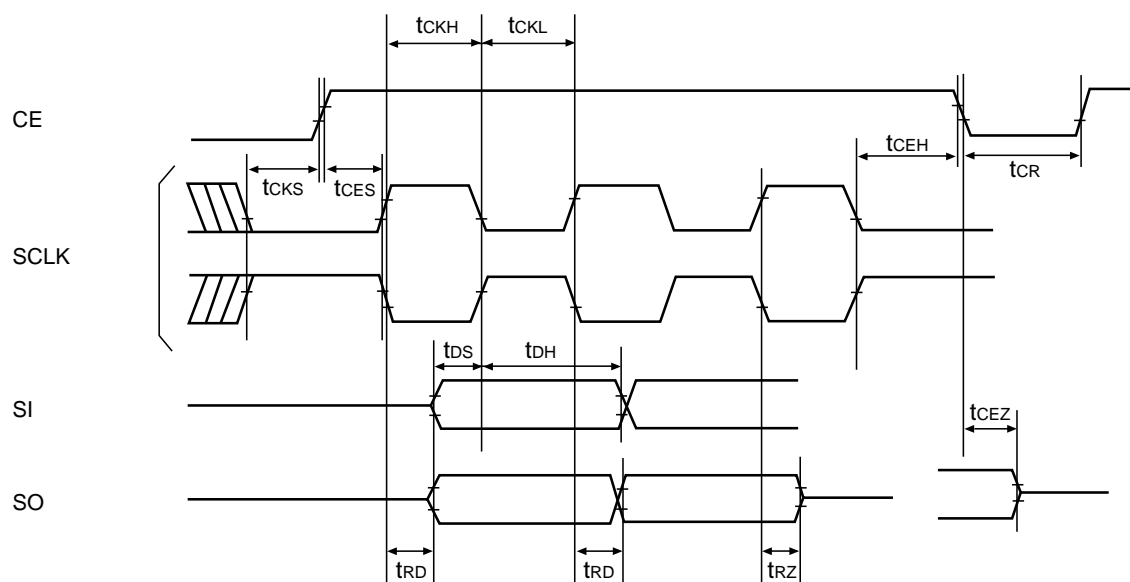 tCKH tCKL
CE
tCEH
tCKS tCES tCR
SCLK
tDS tDH
SI
tCEZ
SO
tRD tRD tRZ